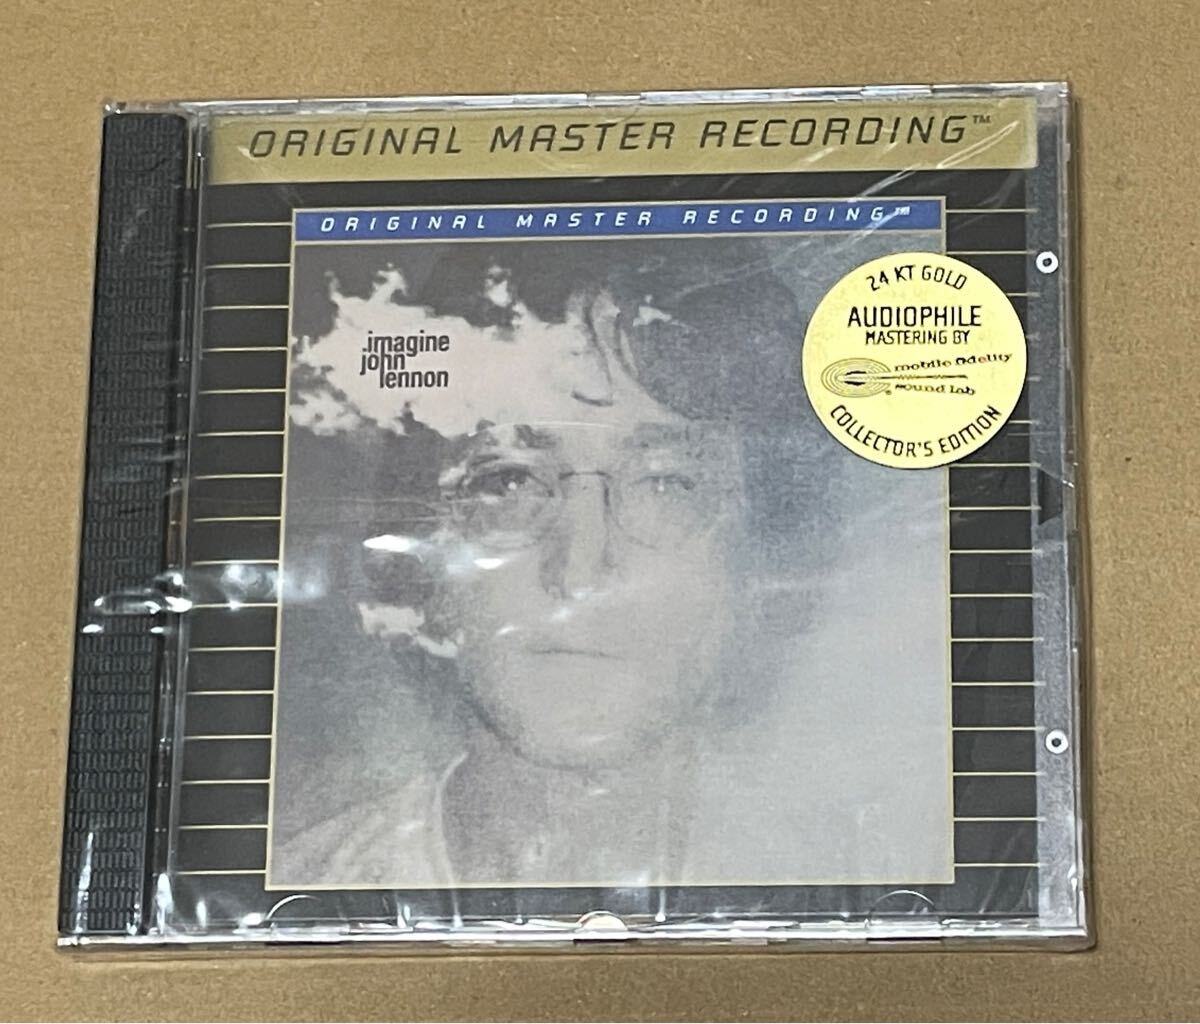 ORIGINAL MASTER RECORDING™
ORIGINAL MASTER RECORDING™
imagine
john
lennon
24 KT GOLD
AUDIOPHILE
MASTERING BY
mobile fidelity
sound lab
COLLECTOR'S EDITION